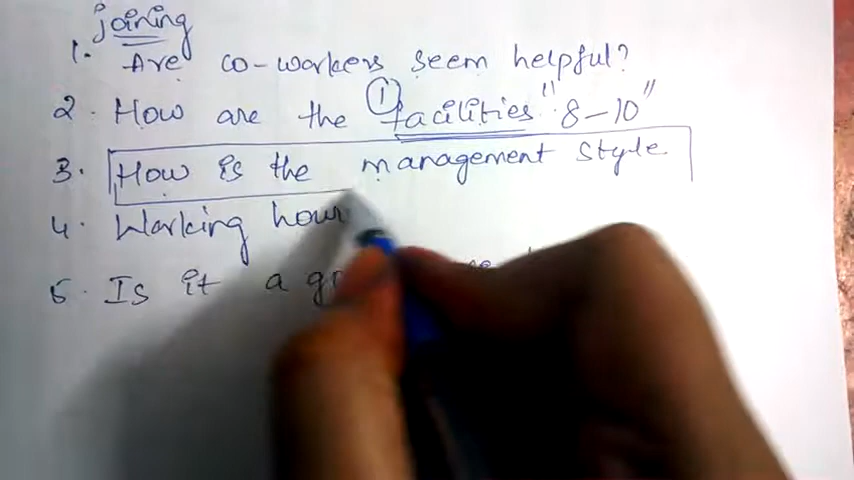 joining
1. Are co-workers seem helpful?
2. How are the ① facilities "8-10"
3. How is the management style
4. Working hour
5. Is it a